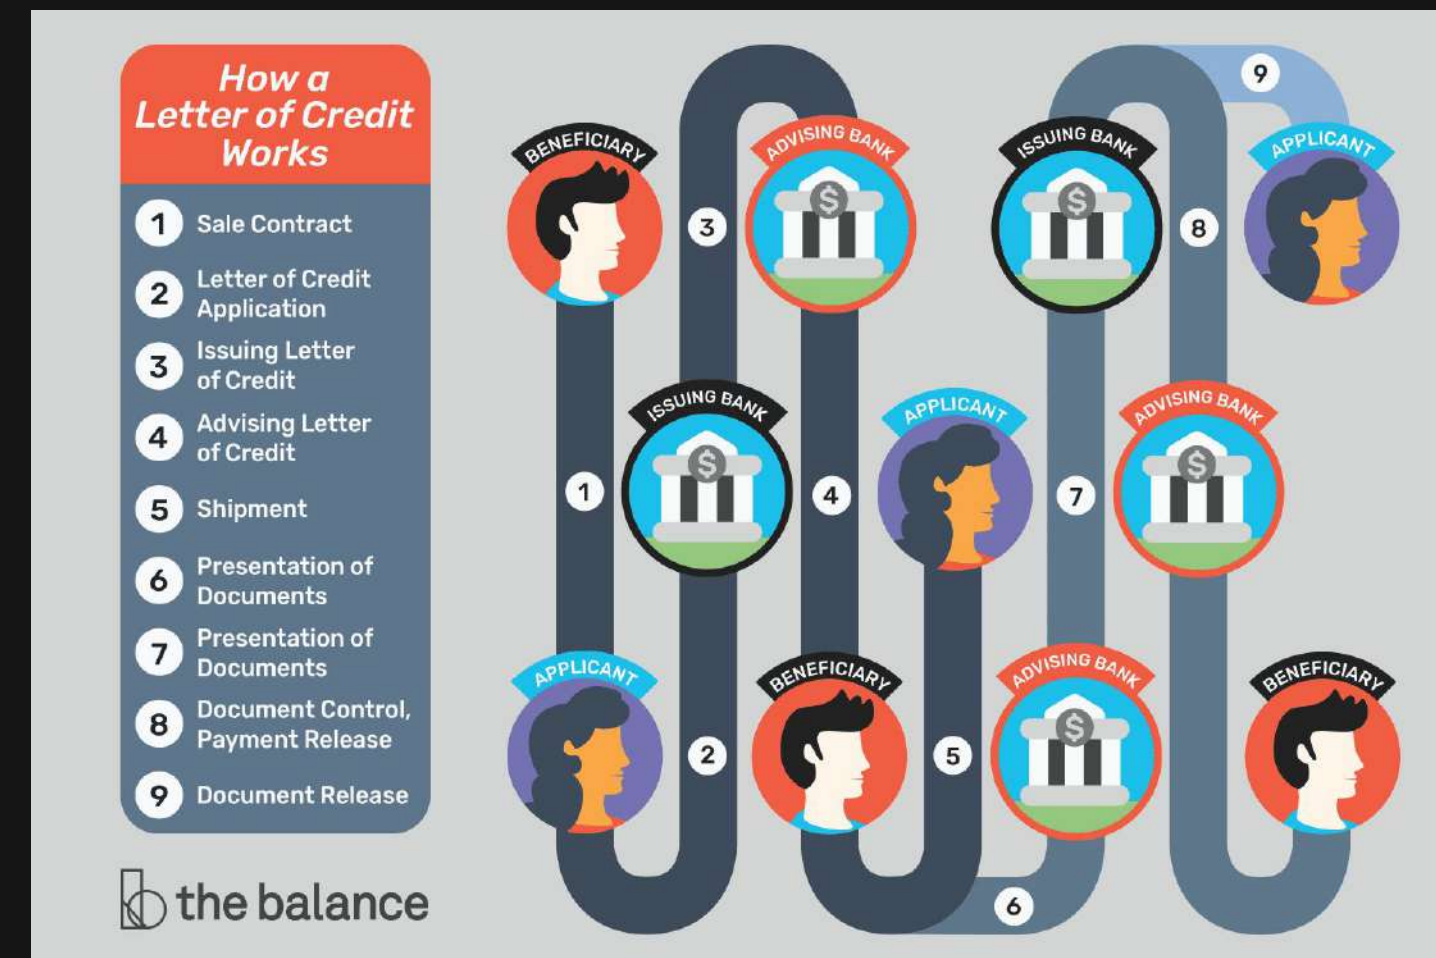 How a
Letter of Credit
Works
1 Sale Contract
2 Letter of Credit
Application
3 Issuing Letter
of Credit
4 Advising Letter
of Credit
5 Shipment
6 Presentation of
Documents
7 Presentation of
Documents
8 Document Control,
Payment Release
9 Document Release
the balance
BENEFICIARY
1
APPLICANT
2
ISSUING BANK
$
3
ADVISING BANK
$
4
BENEFICIARY
5
APPLICANT
6
ADVISING BANK
$
7
ISSUING BANK
$
8
ADVISING BANK
$
BENEFICIARY
9
APPLICANT